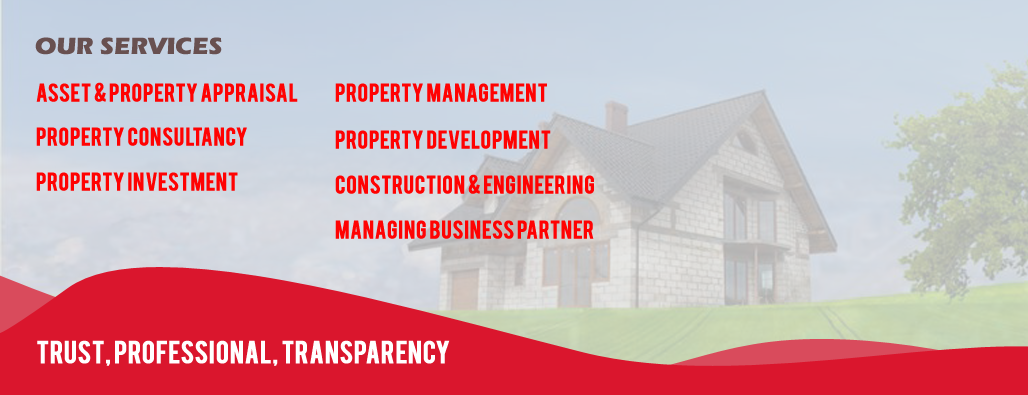 OUR SERVICES
ASSET & PROPERTY APPRAISAL
PROPERTY CONSULTANCY
PROPERTY INVESTMENT
PROPERTY MANAGEMENT
PROPERTY DEVELOPMENT
CONSTRUCTION & ENGINEERING
MANAGING BUSINESS PARTNER
TRUST, PROFESSIONAL, TRANSPARENCY